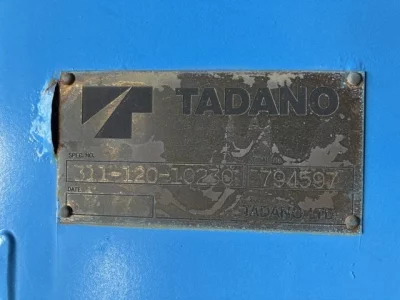 TADANO
SPEC. NO.
311-120-10230 794597
DATE
TADANO LTD.